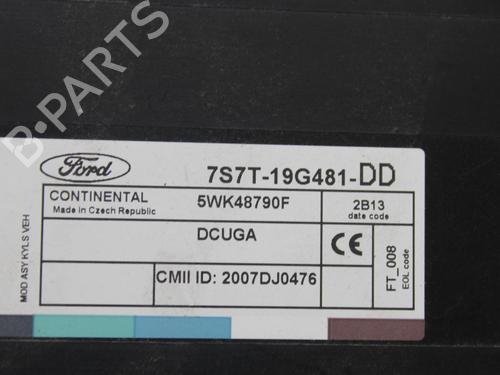 B-PARTS
Ford
7S7T-19G481-DD
CONTINENTAL
Made in Czech Republic
5WK48790F
2B13
date code
DCUGA
CE
CMII ID: 2007DJ0476
FT_008
EOL code
MOD ASY KYLS VEH